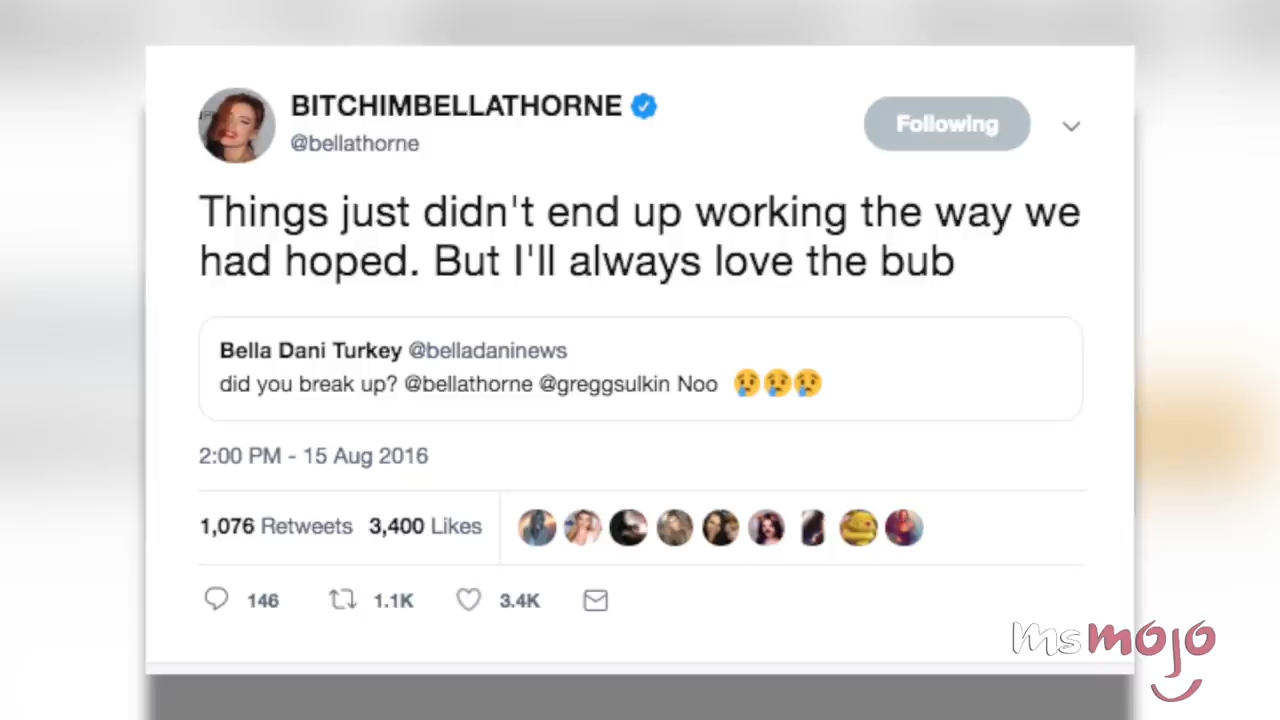 BITCHIMBELLATHORNE
@bellathorne
Following
Things just didn't end up working the way we
had hoped. But I'll always love the bub
Bella Dani Turkey @belladaninews
did you break up? @bellathorne @greggsulkin Noo 😢😢😢
2:00 PM - 15 Aug 2016
1,076 Retweets 3,400 Likes
146 1.1K 3.4K
msmojo